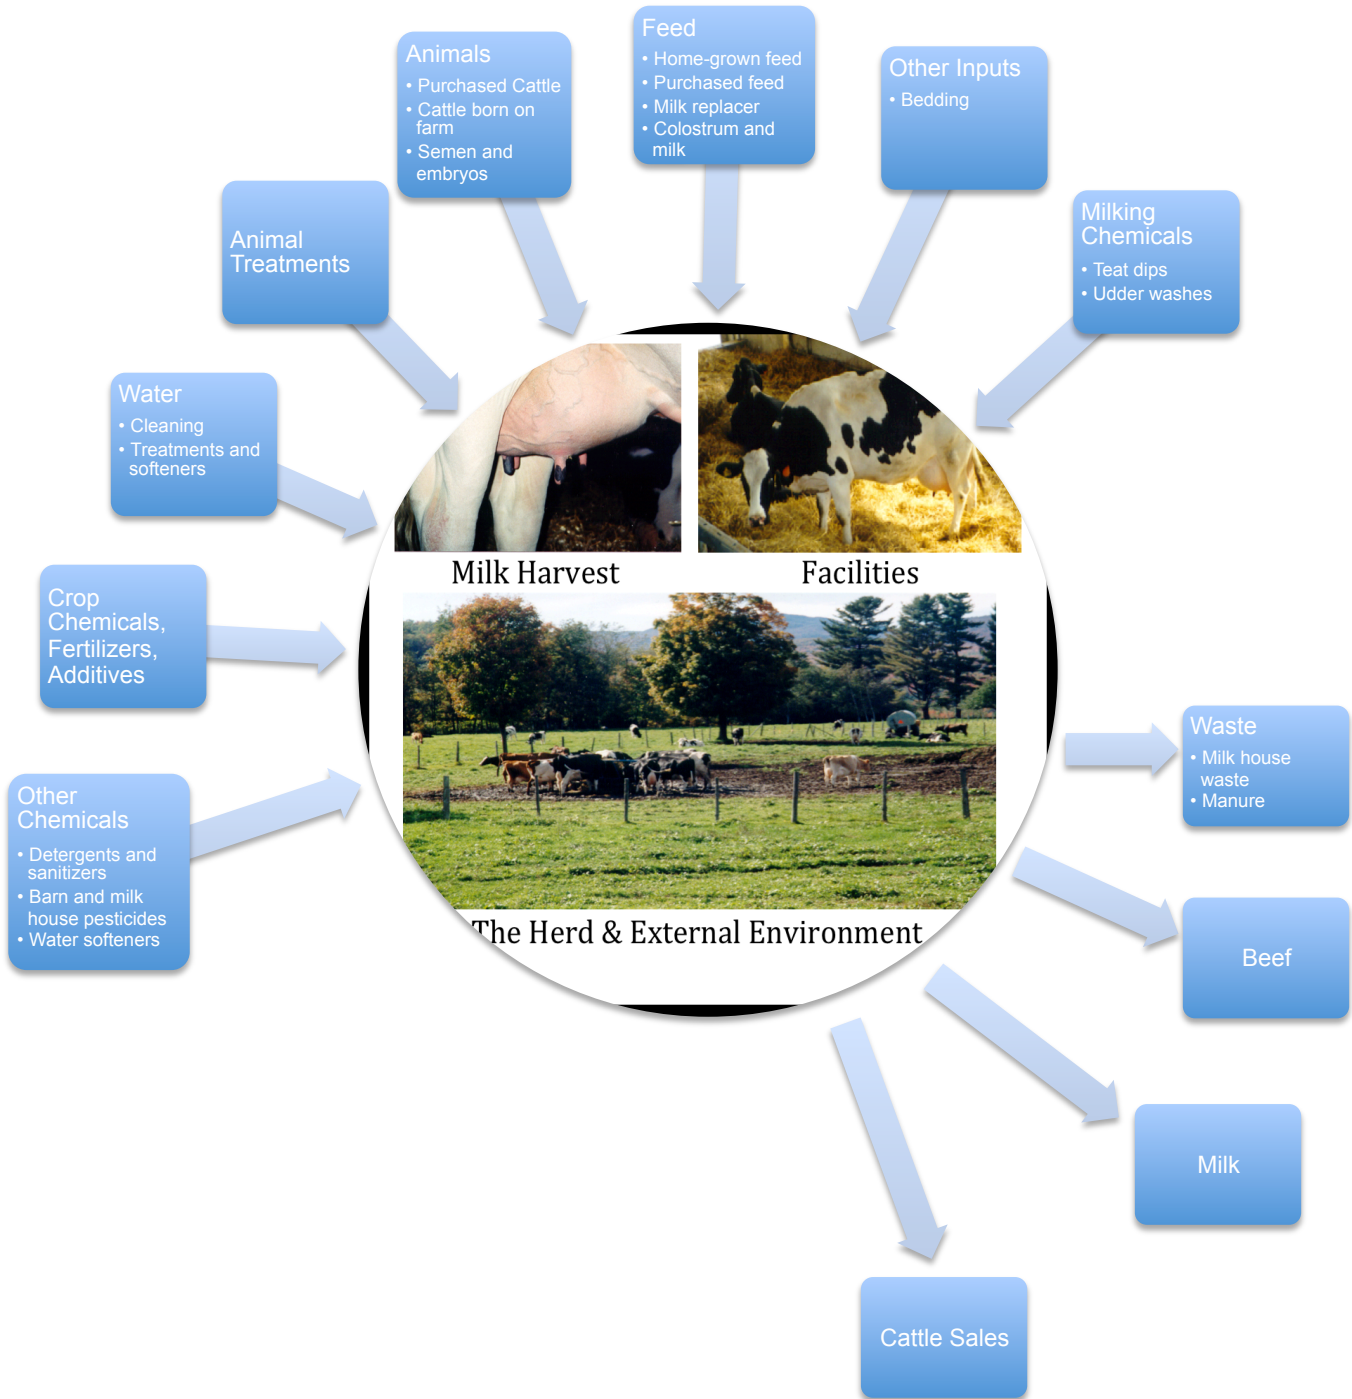 Feed
• Home-grown feed
• Purchased feed
• Milk replacer
• Colostrum and
milk
Animals
• Purchased Cattle
• Cattle born on
farm
• Semen and
embryos
Other Inputs
• Bedding
Animal
Treatments
Milking
Chemicals
• Teat dips
• Udder washes
Water
• Cleaning
• Treatments and
softeners
Milk Harvest
Facilities
Crop
Chemicals,
Fertilizers,
Additives
Other
Chemicals
• Detergents and
sanitizers
• Barn and milk
house pesticides
• Water softeners
The Herd & External Environment
Waste
• Milk house
waste
• Manure
Beef
Milk
Cattle Sales